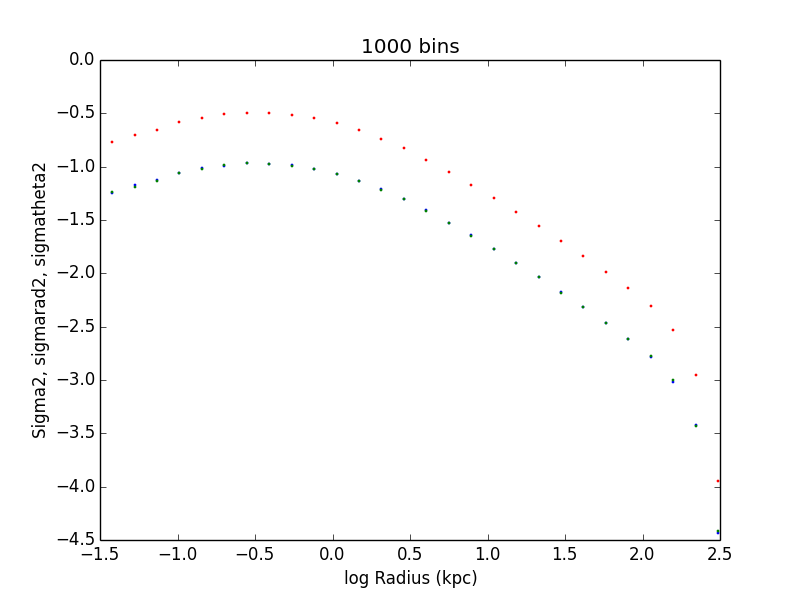 1000 bins
Sigma2, sigmarad2, sigmatheta2
0.0
−0.5
−1.0
−1.5
−2.0
−2.5
−3.0
−3.5
−4.0
−4.5
−1.5 −1.0 −0.5 0.0 0.5 1.0 1.5 2.0 2.5
log Radius (kpc)